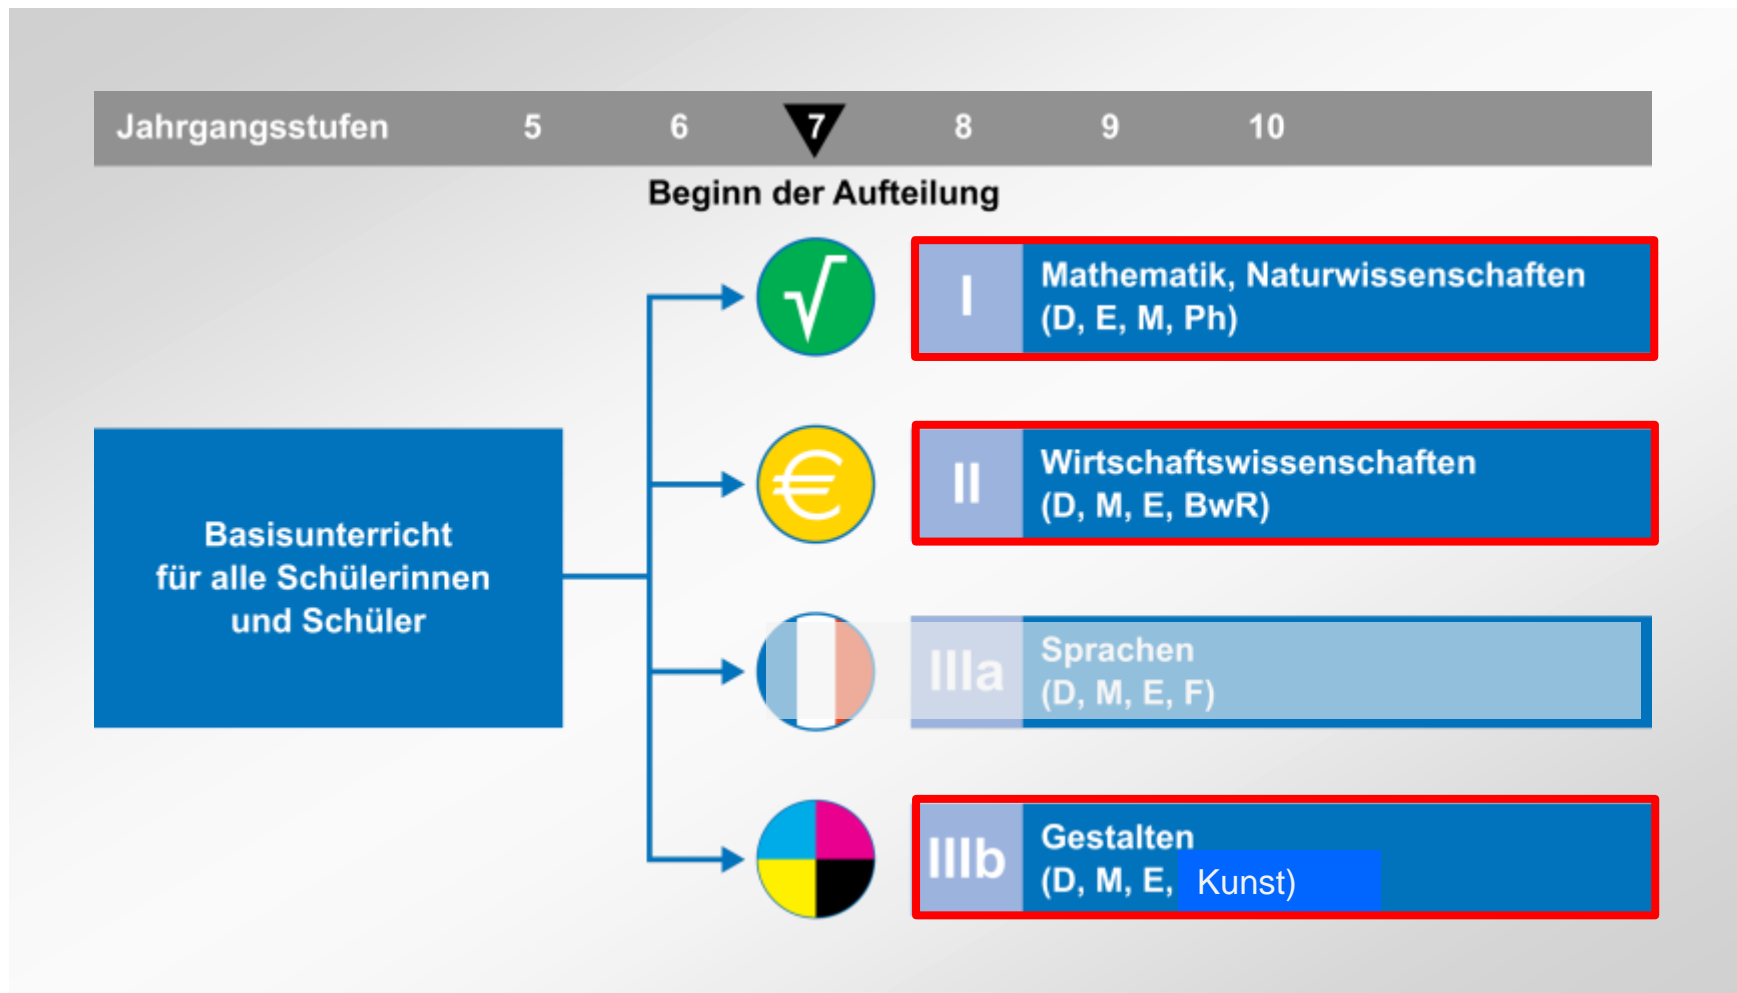 Jahrgangsstufen 5 6 7 8 9 10
Beginn der Aufteilung
Basisunterricht
für alle Schülerinnen
und Schüler
√
I
Mathematik, Naturwissenschaften
(D, E, M, Ph)
€
II
Wirtschaftswissenschaften
(D, M, E, BwR)
IIIa
Sprachen
(D, M, E, F)
IIIb
Gestalten
(D, M, E, Kunst)